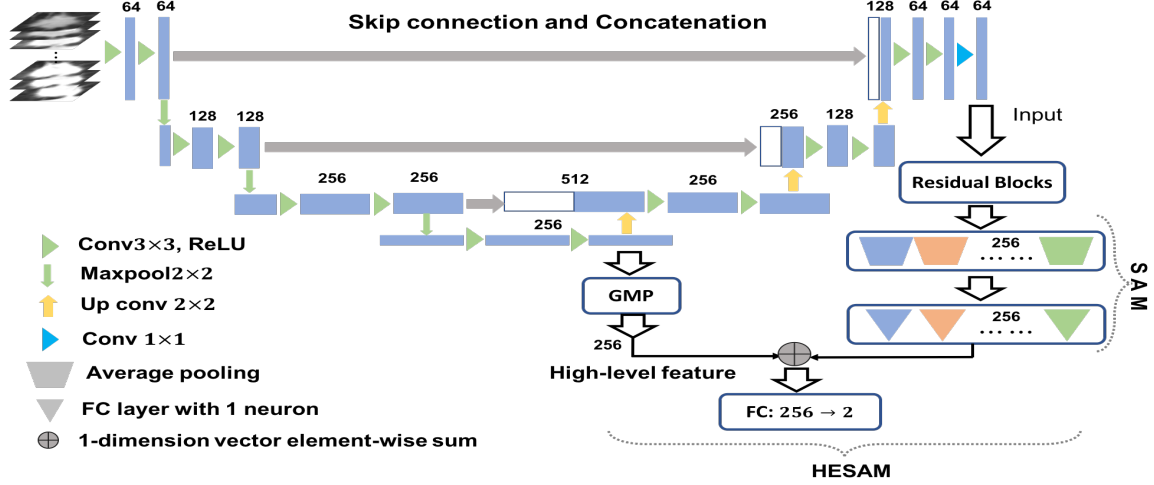 64 64
Skip connection and Concatenation
128 64 64 64
128 128
256 128
Input
256 256
512 256
256
Residual Blocks
256
... ...
SAM
256
... ...
GMP
256
High-level feature
FC: 256 → 2
HESAM
Conv3×3, ReLU
Maxpool2×2
Up conv 2×2
Conv 1×1
Average pooling
FC layer with 1 neuron
1-dimension vector element-wise sum